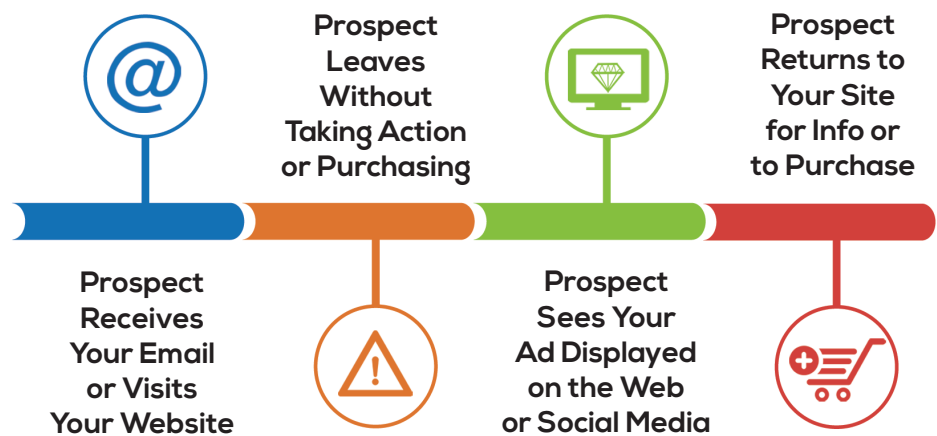 @
Prospect
Receives
Your Email
or Visits
Your Website
Prospect
Leaves
Without
Taking Action
or Purchasing
!
Prospect
Sees Your
Ad Displayed
on the Web
or Social Media
Prospect
Returns to
Your Site
for Info or
to Purchase